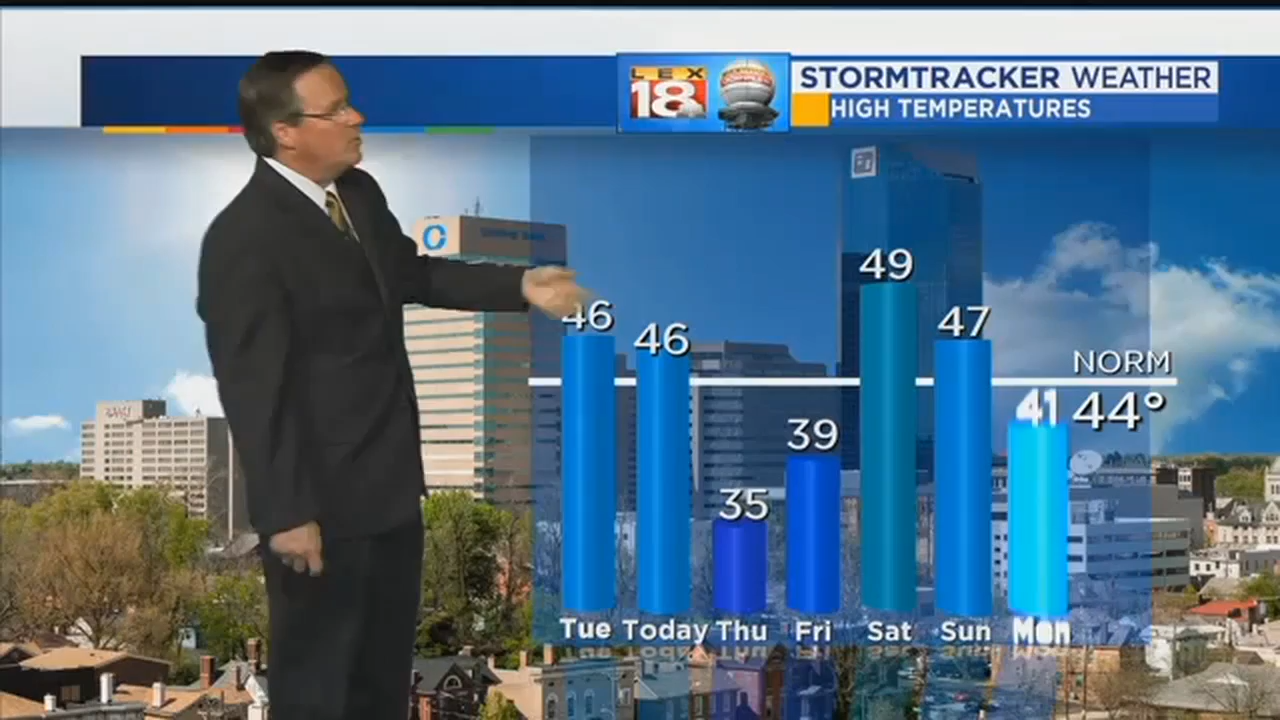 LEX
18
STORMTRACKER WEATHER
HIGH TEMPERATURES
46
46
35
39
49
47
41
NORM
44°
Tue
Today
Thu
Fri
Sat
Sun
Mon